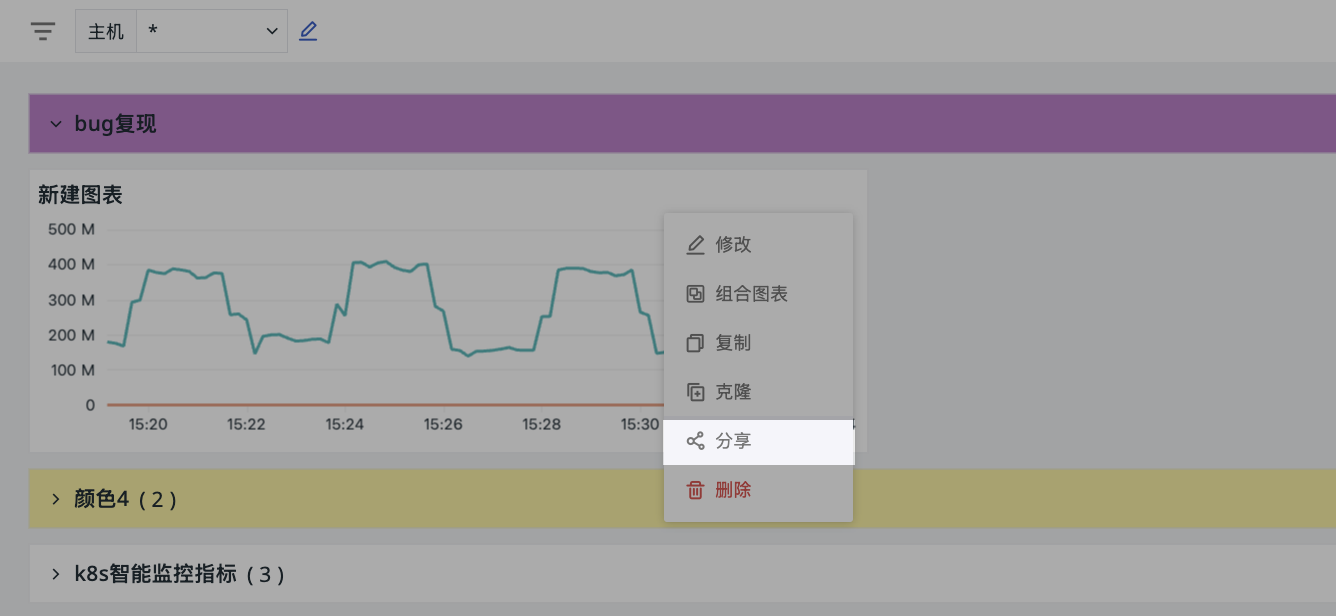 主机 *
bug复现
新建图表
500 M
400 M
300 M
200 M
100 M
0
15:20 15:22 15:24 15:26 15:28 15:30
修改
组合图表
复制
克隆
分享
删除
颜色4 ( 2 )
k8s智能监控指标 ( 3 )